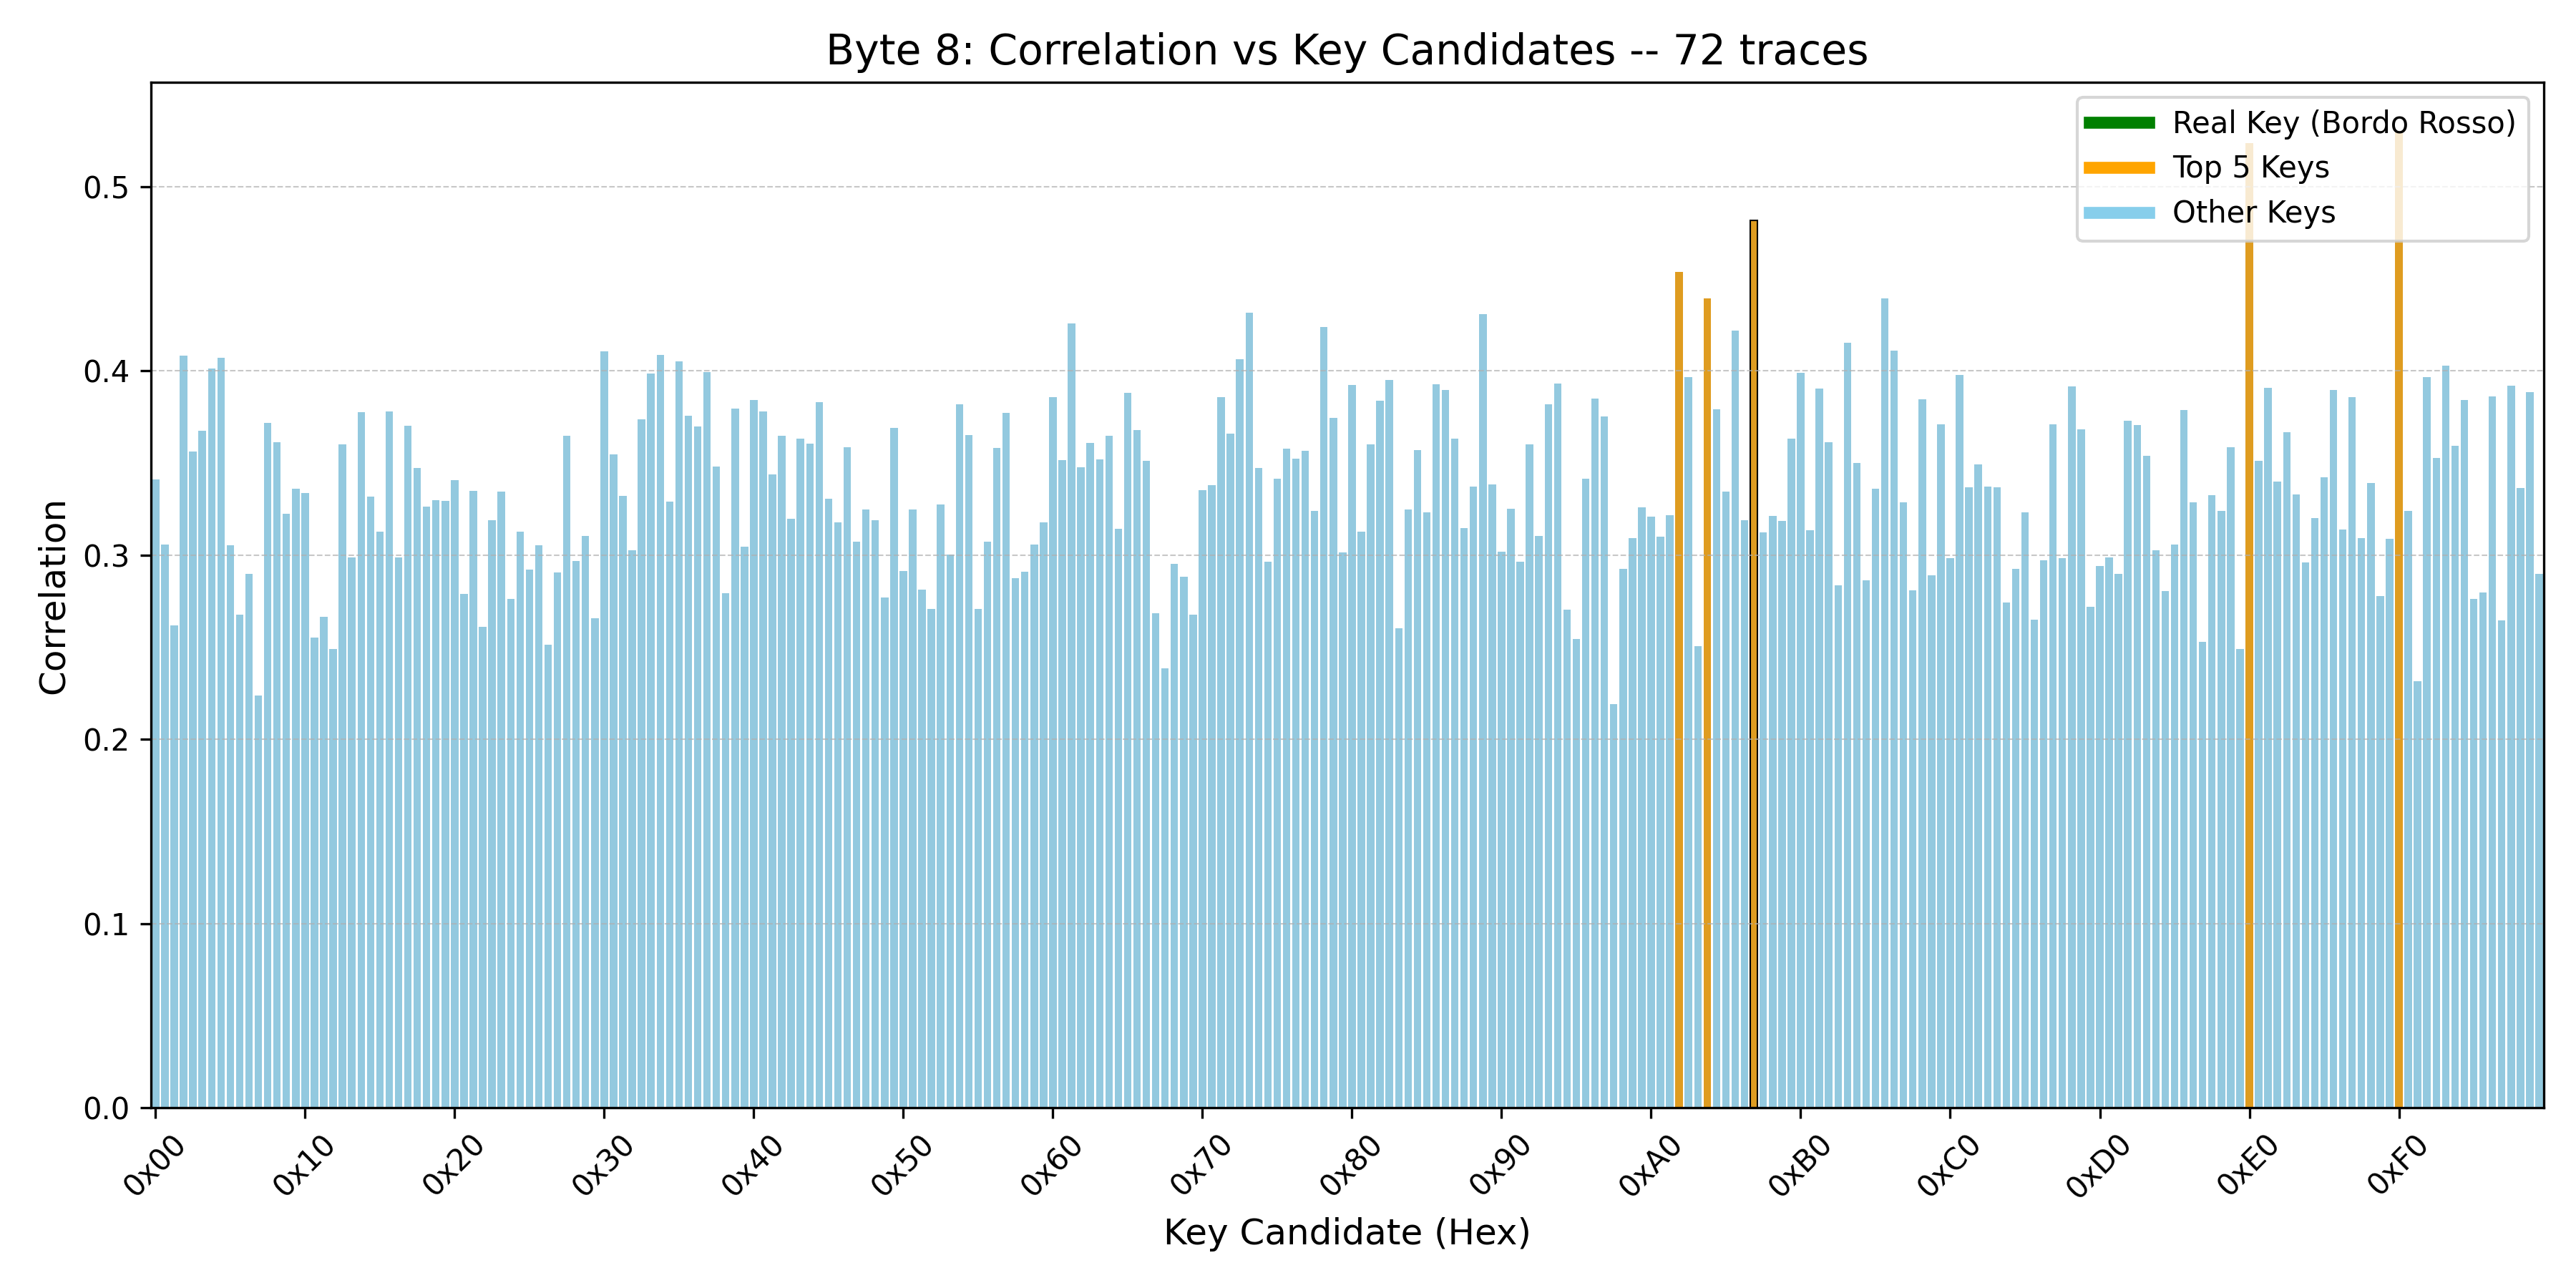 Byte 8: Correlation vs Key Candidates -- 72 traces
Real Key (Bordo Rosso)
Top 5 Keys
Other Keys
Correlation
0.5
0.4
0.3
0.2
0.1
0.0
0x00
0x10
0x20
0x30
0x40
0x50
0x60
0x70
0x80
0x90
0xA0
0xB0
0xC0
0xD0
0xE0
0xF0
Key Candidate (Hex)